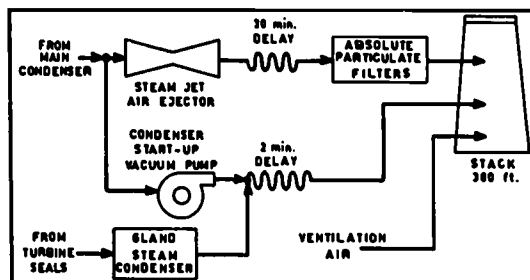 FROM
MAIN
CONDENSER
STEAM JET
AIR EJECTOR
30 min.
DELAY
ABSOLUTE
PARTICULATE
FILTERS
CONDENSER
START-UP
VACUUM PUMP
2 min.
DELAY
STACK
300 ft.
FROM
TURBINE
SEALS
GLAND
STEAM
CONDENSER
VENTILATION
AIR